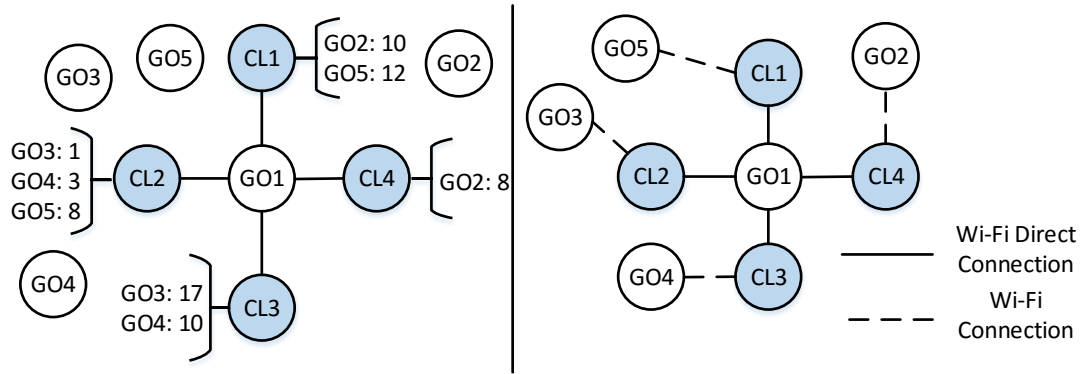 GO3
GO5
CL1
GO2: 10
GO5: 12
GO2
GO3: 1
GO4: 3
GO5: 8
CL2
GO1
CL4
GO2: 8
GO4
GO3: 17
GO4: 10
CL3
GO5
CL1
GO2
GO3
CL2
GO1
CL4
GO4
CL3
Wi-Fi Direct
Connection
Wi-Fi
Connection